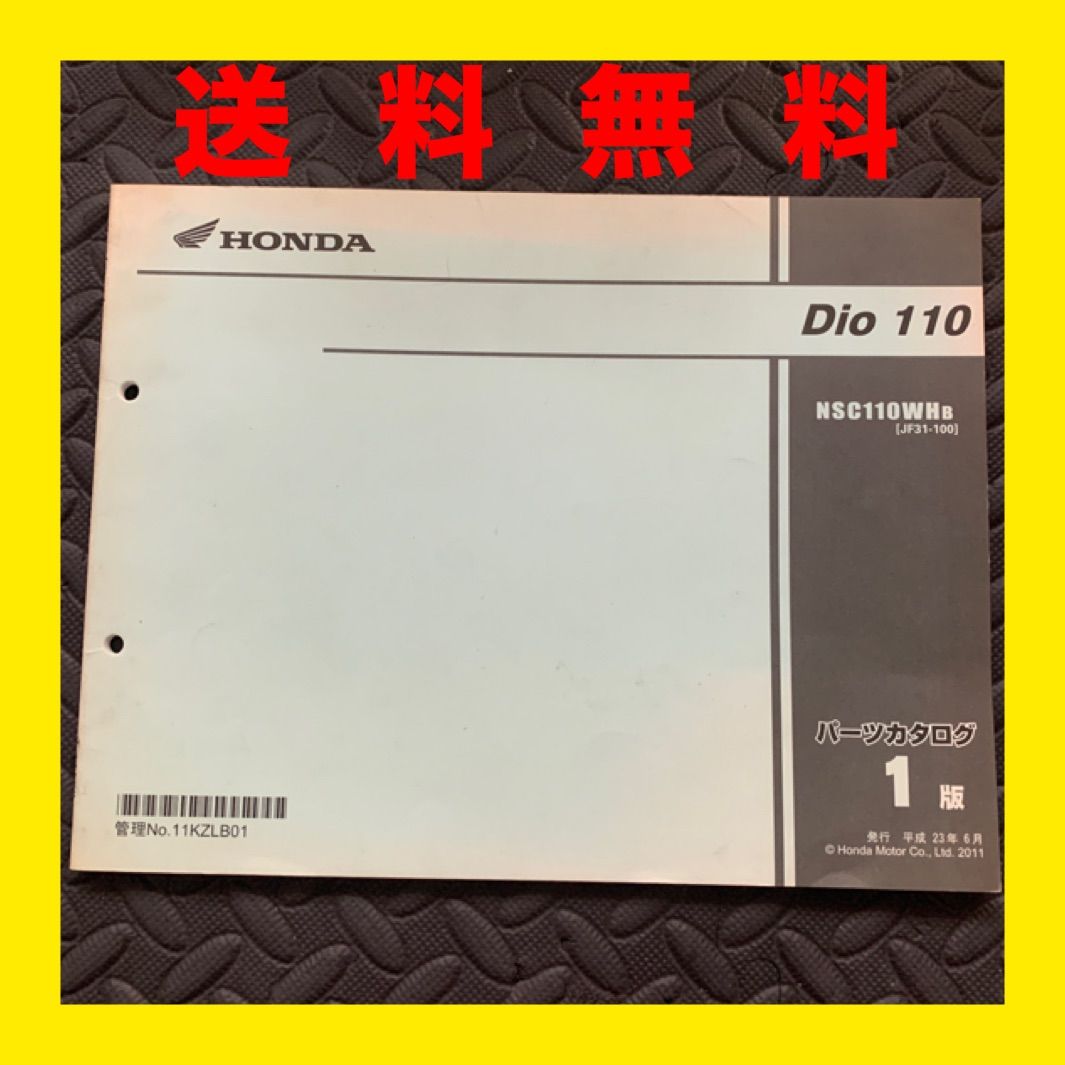 送料無料
HONDA
Dio 110
NSC110WHB
[JF31-100]
パーツカタログ
1版
管理No.11KZLB01
発行 平成 23年 6月
© Honda Motor Co., Ltd. 2011